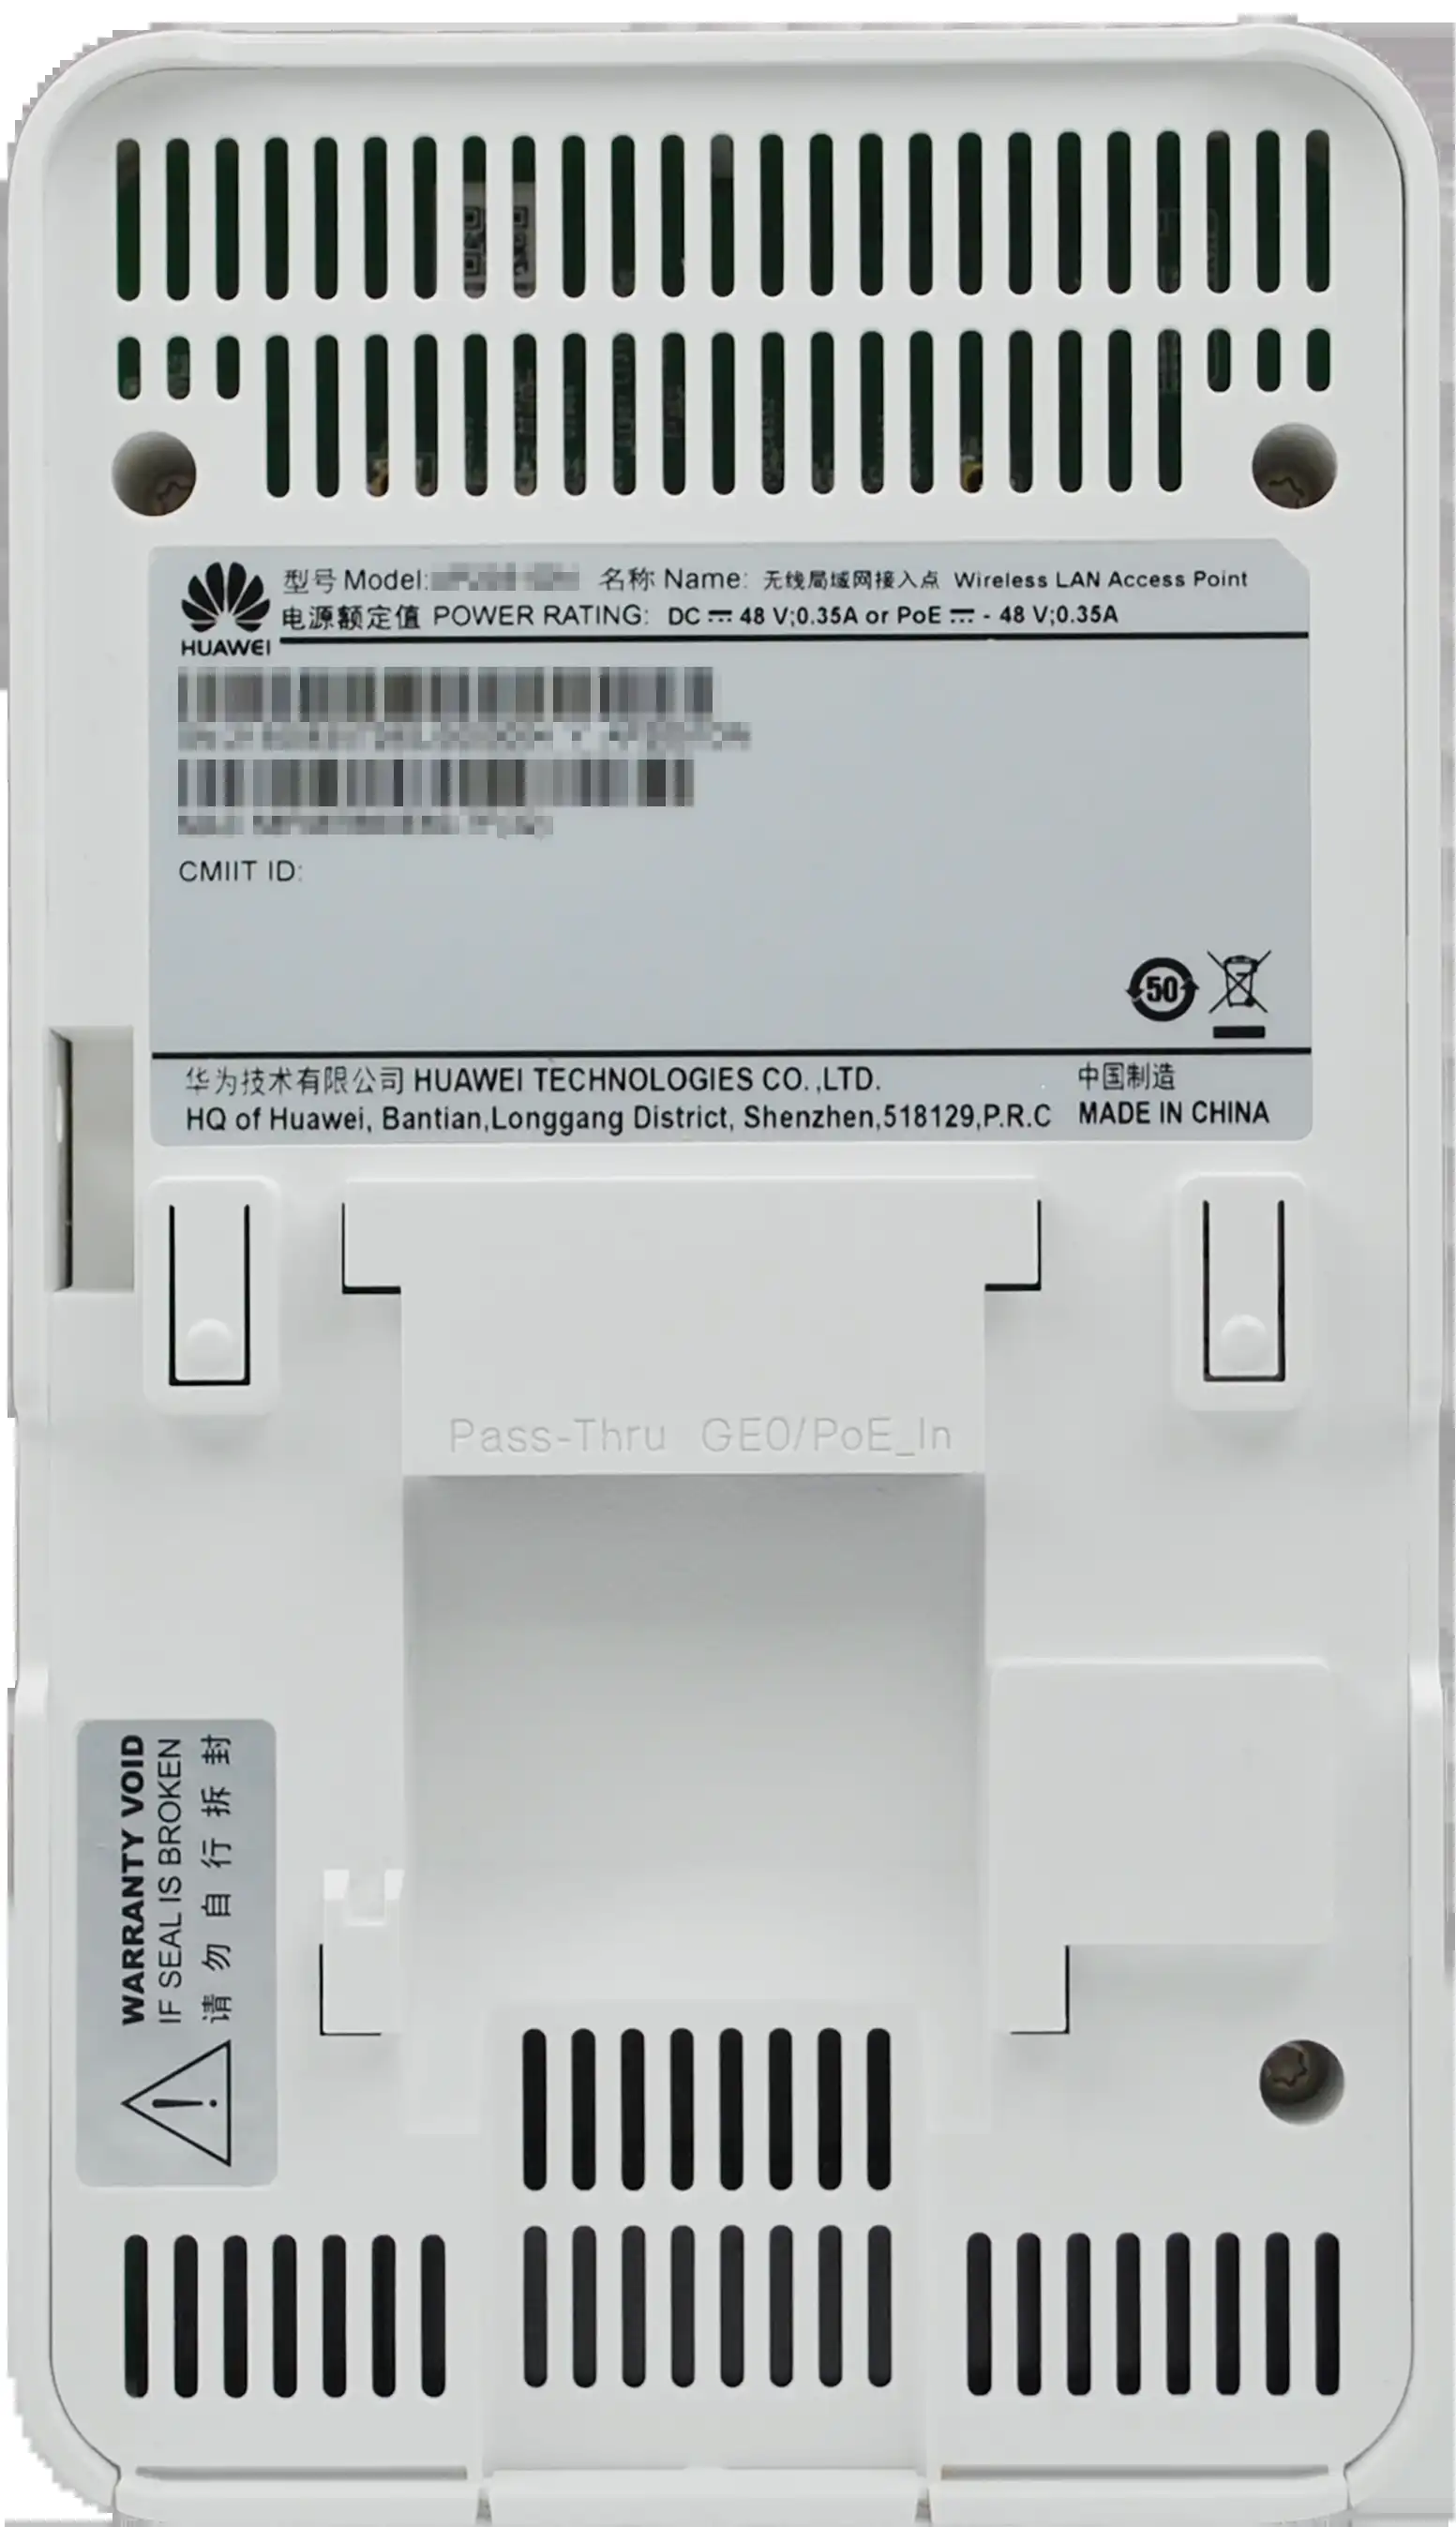 型号 Model: 名称 Name: 无线局域网接入点 Wireless LAN Access Point
电源额定值 POWER RATING: DC ⎓ 48 V;0.35A or PoE ⎓ - 48 V;0.35A
HUAWEI
CMIIT ID:
50
华为技术有限公司 HUAWEI TECHNOLOGIES CO.,LTD.
HQ of Huawei, Bantian,Longgang District, Shenzhen,518129,P.R.C
中国制造
MADE IN CHINA
Pass-Thru GE0/PoE_In
WARRANTY VOID
IF SEAL IS BROKEN
请勿自行拆封